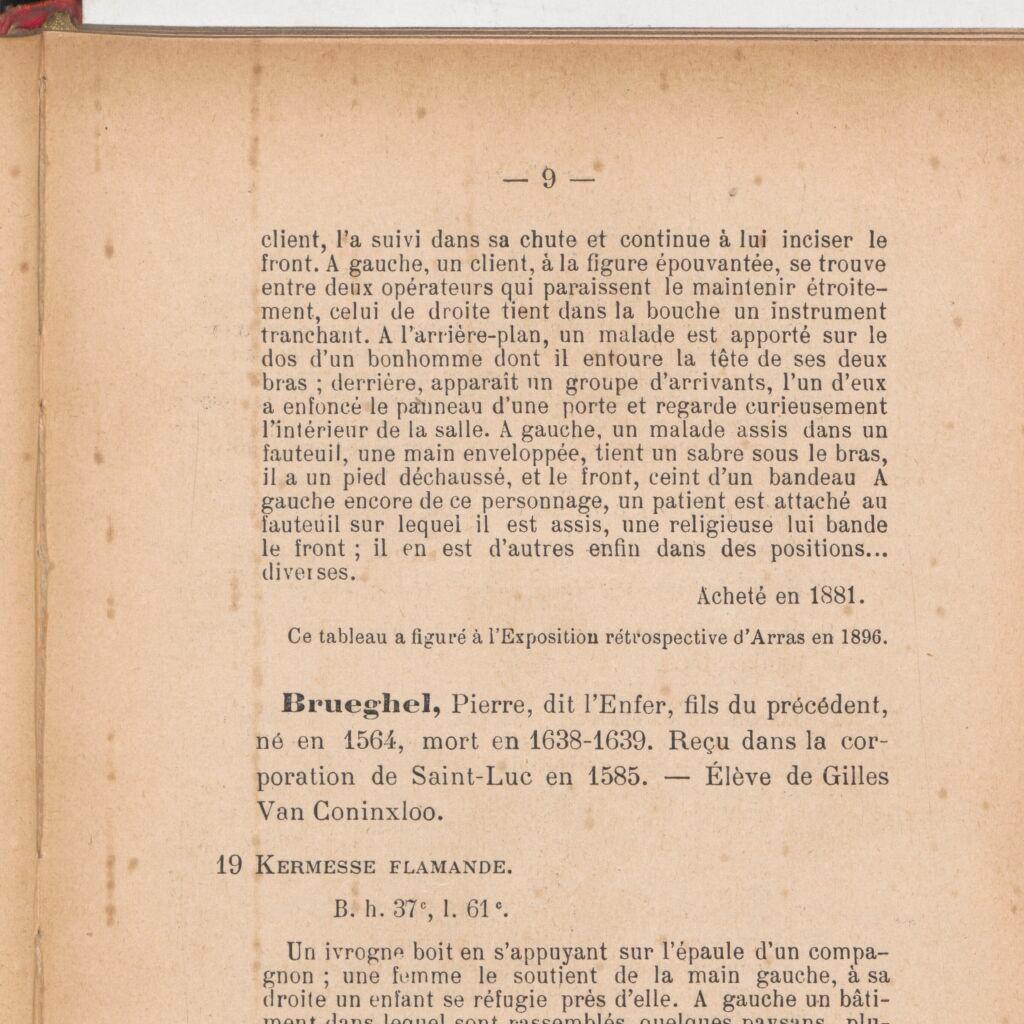 — 9 —
client, l'a suivi dans sa chute et continue à lui inciser le
front. A gauche, un client, à la figure épouvantée, se trouve
entre deux opérateurs qui paraissent le maintenir étroite-
ment, celui de droite tient dans la bouche un instrument
tranchant. A l'arrière-plan, un malade est apporté sur le
dos d'un bonhomme dont il entoure la tête de ses deux
bras ; derrière, apparaît un groupe d'arrivants, l'un d'eux
a enfoncé le panneau d'une porte et regarde curieusement
l'intérieur de la salle. A gauche, un malade assis dans un
fauteuil, une main enveloppée, tient un sabre sous le bras,
il a un pied déchaussé, et le front, ceint d'un bandeau A
gauche encore de ce personnage, un patient est attaché au
fauteuil sur lequel il est assis, une religieuse lui bande
le front ; il en est d'autres enfin dans des positions...
diverses.
Acheté en 1881.
Ce tableau a figuré à l'Exposition rétrospective d'Arras en 1896.
Brueghel, Pierre, dit l'Enfer, fils du précédent,
né en 1564, mort en 1638-1639. Reçu dans la cor-
poration de Saint-Luc en 1585. — Élève de Gilles
Van Coninxloo.
19 KERMESSE FLAMANDE.
B. h. 37c, l. 61c.
Un ivrogne boit en s'appuyant sur l'épaule d'un compa-
gnon ; une femme le soutient de la main gauche, à sa
droite un enfant se réfugie près d'elle. A gauche un bâti-
ment dans lequel sont rassemblés quelques paysans, plu-